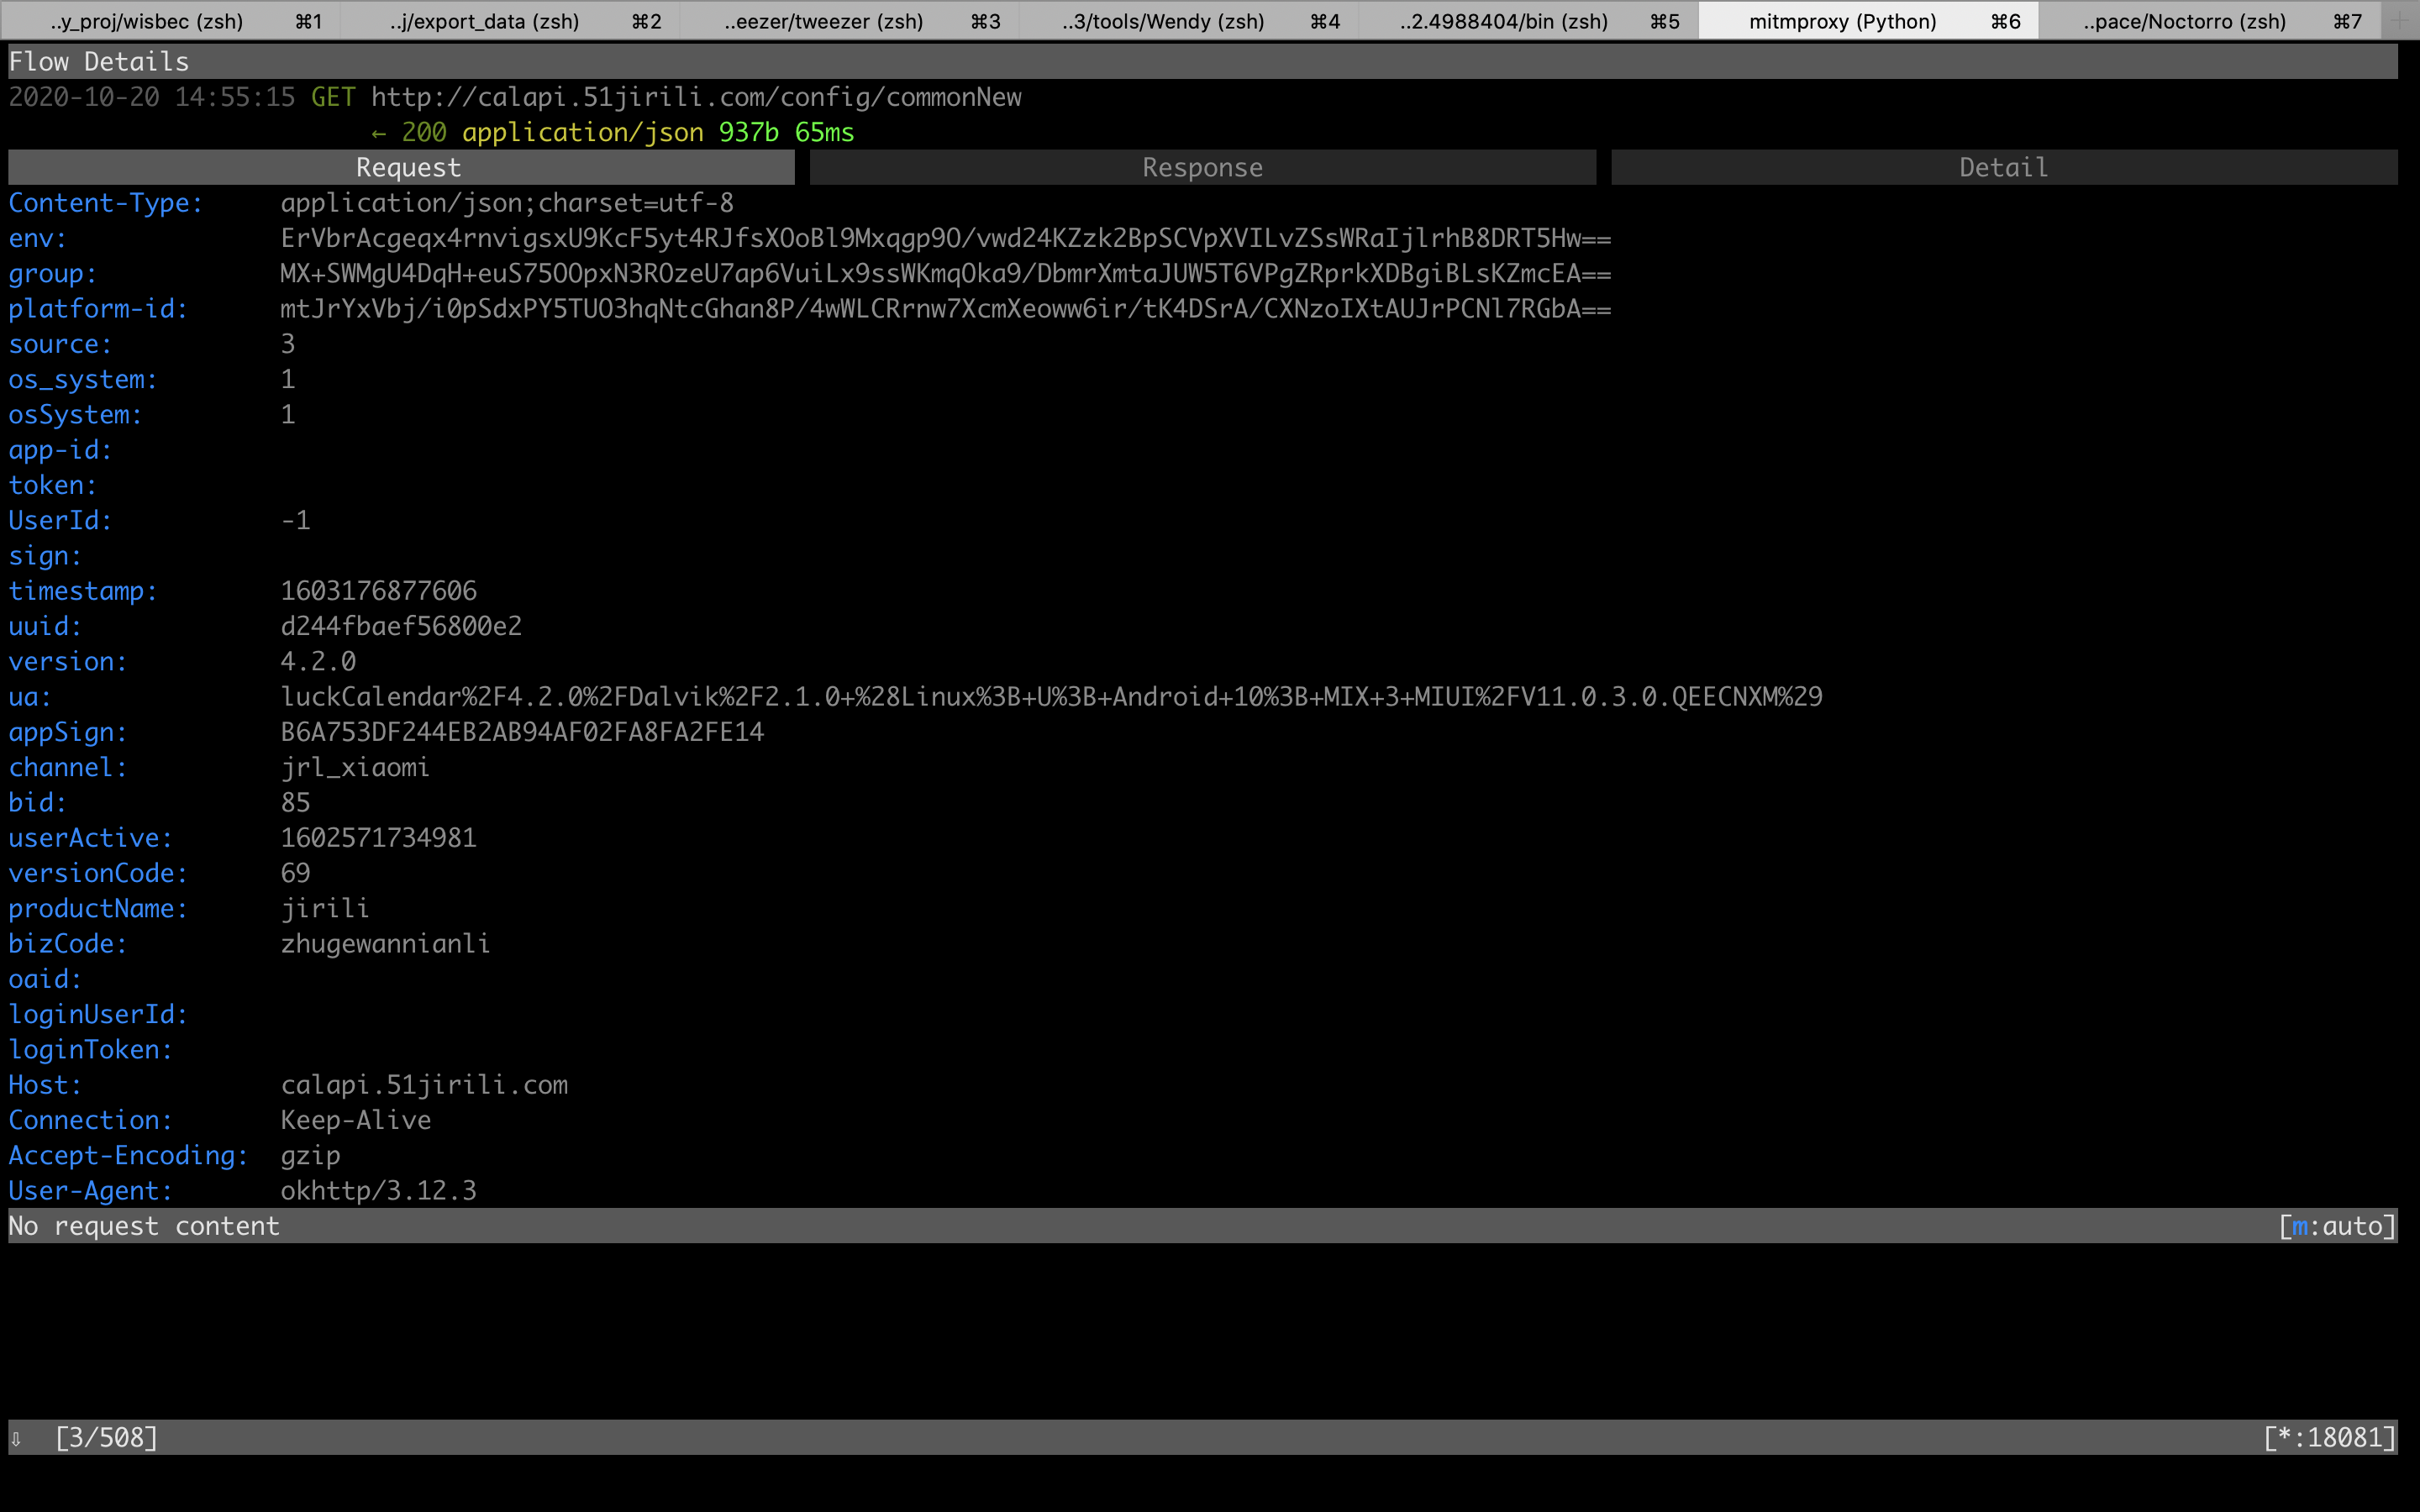 ..y_proj/wisbec (zsh) ⌘1 ..j/export_data (zsh) ⌘2 ..eezer/tweezer (zsh) ⌘3 ..3/tools/Wendy (zsh) ⌘4 ..2.4988404/bin (zsh) ⌘5 mitmproxy (Python) ⌘6 ..pace/Noctorro (zsh) ⌘7
Flow Details
2020-10-20 14:55:15 GET http://calapi.51jirili.com/config/commonNew
← 200 application/json 937b 65ms
Request Response Detail
Content-Type: application/json;charset=utf-8
env: ErVbrAcgeqx4rnvigsxU9KcF5yt4RJfsXOoBl9Mxqgp9O/vwd24KZzk2BpSCVpXVILvZSsWRaIjlrhB8DRT5Hw==
group: MX+SWMgU4DqH+euS75OOpxN3ROzeU7ap6VuiLx9ssWKmqOka9/DbmrXmtaJUW5T6VPgZRprkXDBgiBLsKZmcEA==
platform-id: mtJrYxVbj/i0pSdxPY5TUO3hqNtcGhan8P/4wWLCRrnw7XcmXeoww6ir/tK4DSrA/CXNzoIXtAUJrPCNl7RGbA==
source: 3
os_system: 1
osSystem: 1
app-id:
token:
UserId: -1
sign:
timestamp: 1603176877606
uuid: d244fbaef56800e2
version: 4.2.0
ua: luckCalendar%2F4.2.0%2FDalvik%2F2.1.0+%28Linux%3B+U%3B+Android+10%3B+MIX+3+MIUI%2FV11.0.3.0.QEECNXM%29
appSign: B6A753DF244EB2AB94AF02FA8FA2FE14
channel: jrl_xiaomi
bid: 85
userActive: 1602571734981
versionCode: 69
productName: jirili
bizCode: zhugewannianli
oaid:
loginUserId:
loginToken:
Host: calapi.51jirili.com
Connection: Keep-Alive
Accept-Encoding: gzip
User-Agent: okhttp/3.12.3
No request content [m:auto]
⇩ [3/508] [*:18081]